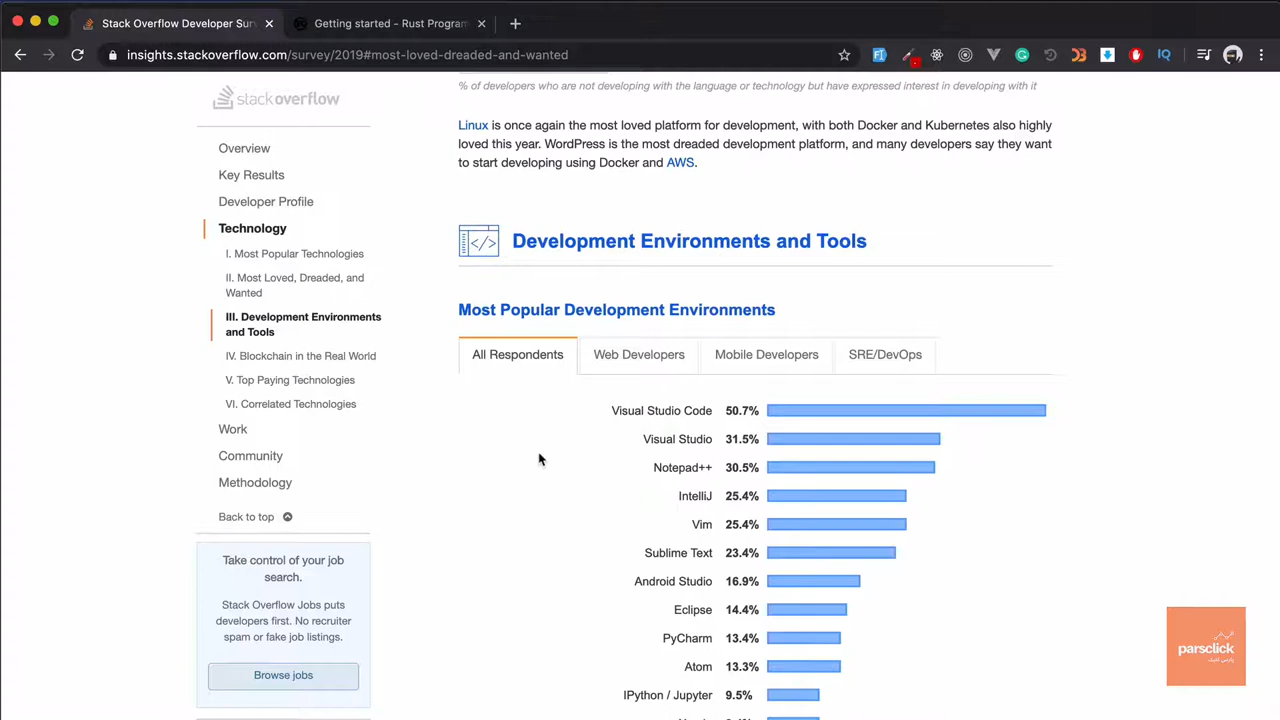 Stack Overflow Developer Sur
Getting started - Rust Program
insights.stackoverflow.com/survey/2019#most-loved-dreaded-and-wanted
stackoverflow
Overview
Key Results
Developer Profile
Technology
I. Most Popular Technologies
II. Most Loved, Dreaded, and
Wanted
III. Development Environments
and Tools
IV. Blockchain in the Real World
V. Top Paying Technologies
VI. Correlated Technologies
Work
Community
Methodology
Back to top
Take control of your job
search.
Stack Overflow Jobs puts
developers first. No recruiter
spam or fake job listings.
Browse jobs
% of developers who are not developing with the language or technology but have expressed interest in developing with it
Linux is once again the most loved platform for development, with both Docker and Kubernetes also highly
loved this year. WordPress is the most dreaded development platform, and many developers say they want
to start developing using Docker and AWS.
Development Environments and Tools
Most Popular Development Environments
All Respondents Web Developers Mobile Developers SRE/DevOps
Visual Studio Code 50.7%
Visual Studio 31.5%
Notepad++ 30.5%
IntelliJ 25.4%
Vim 25.4%
Sublime Text 23.4%
Android Studio 16.9%
Eclipse 14.4%
PyCharm 13.4%
Atom 13.3%
IPython / Jupyter 9.5%
parsclick
پارس کلیک